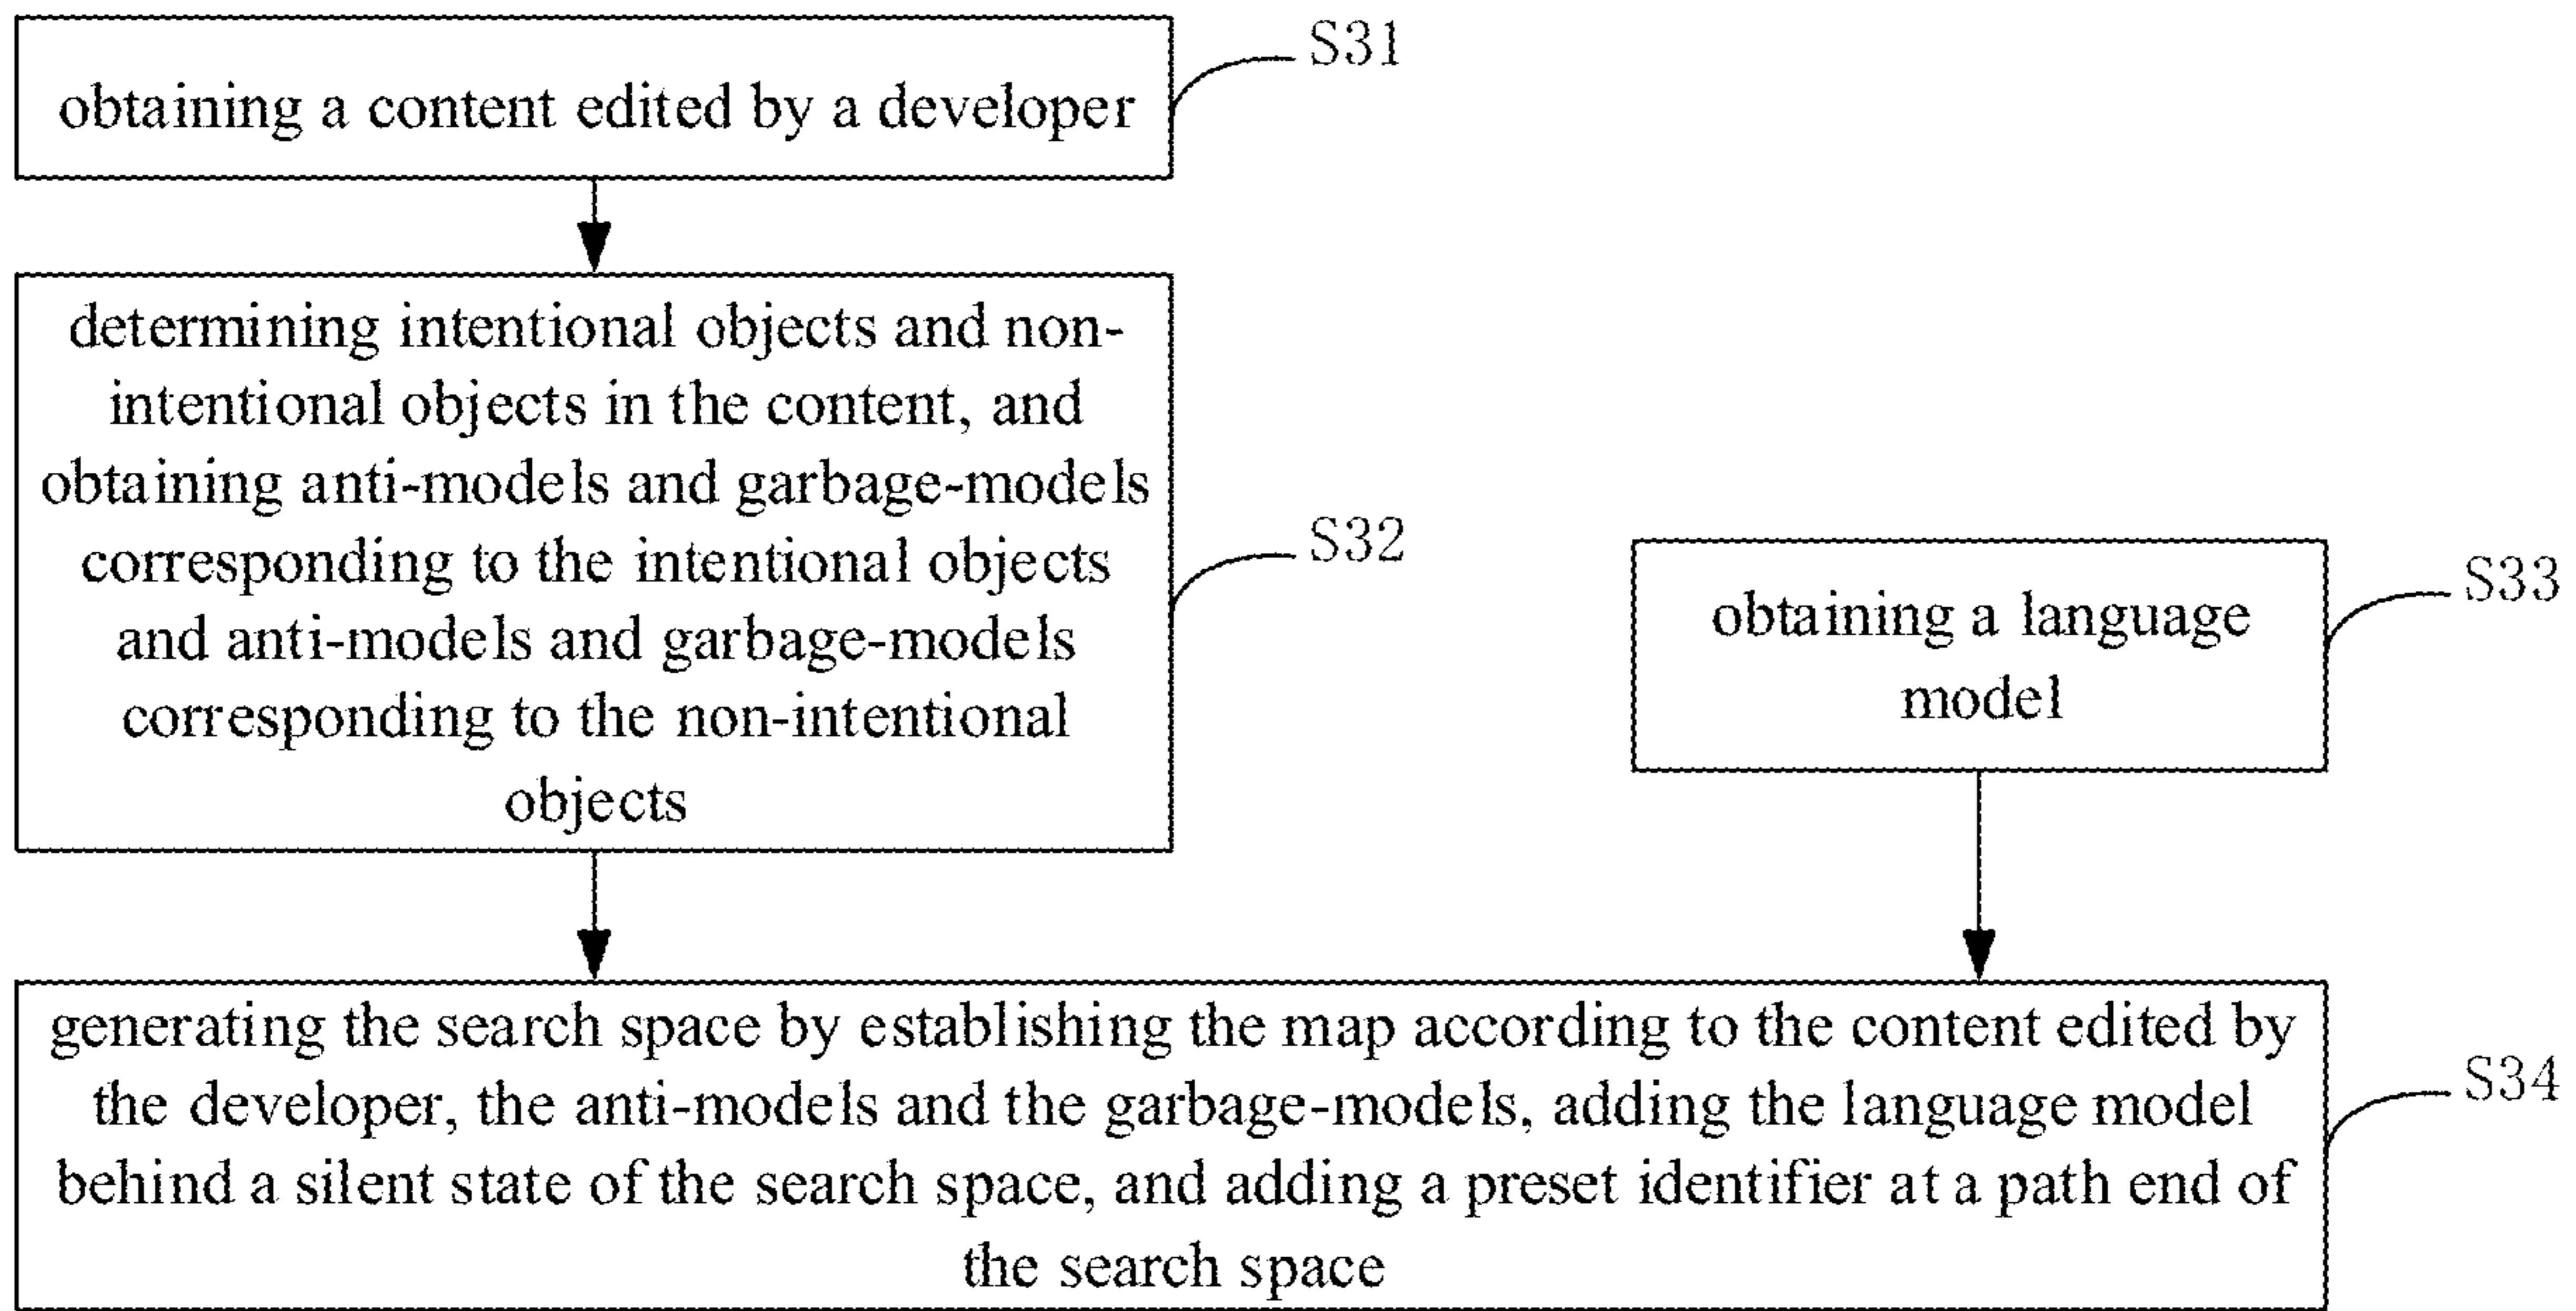 S31
obtaining a content edited by a developer
determining intentional objects and non-
intentional objects in the content, and
obtaining anti-models and garbage-models
corresponding to the intentional objects
and anti-models and garbage-models
corresponding to the non-intentional
objects
S32
S33
obtaining a language
model
generating the search space by establishing the map according to the content edited by
the developer, the anti-models and the garbage-models, adding the language model
behind a silent state of the search space, and adding a preset identifier at a path end of
the search space
S34